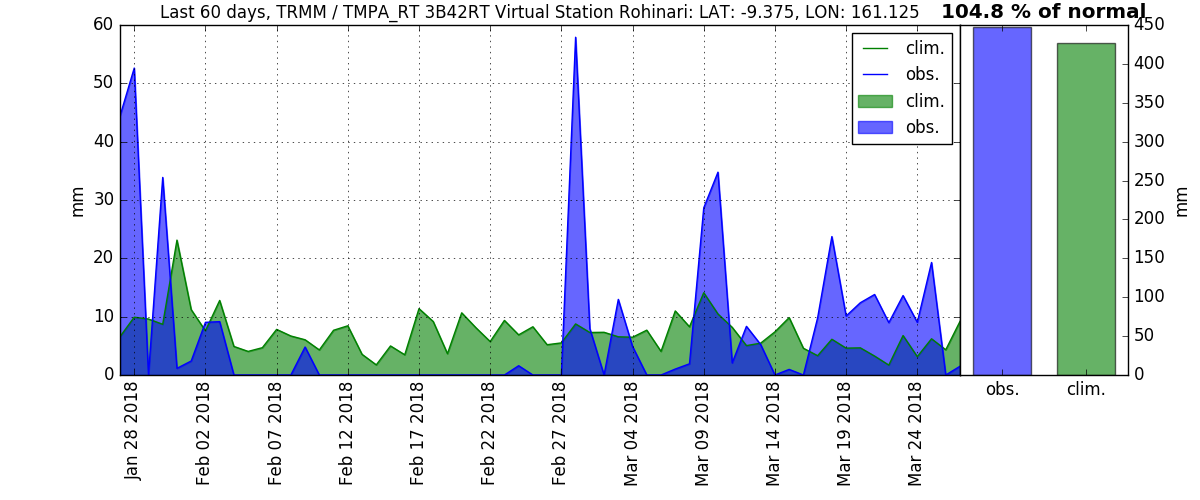 Last 60 days, TRMM / TMPA_RT 3B42RT Virtual Station Rohinari: LAT: -9.375, LON: 161.125
104.8 % of normal
60
50
40
30
20
10
0
mm
clim.
obs.
clim.
obs.
Jan 28 2018
Feb 02 2018
Feb 07 2018
Feb 12 2018
Feb 17 2018
Feb 22 2018
Feb 27 2018
Mar 04 2018
Mar 09 2018
Mar 14 2018
Mar 19 2018
Mar 24 2018
450
400
350
300
250
200
150
100
50
0
mm
obs.
clim.